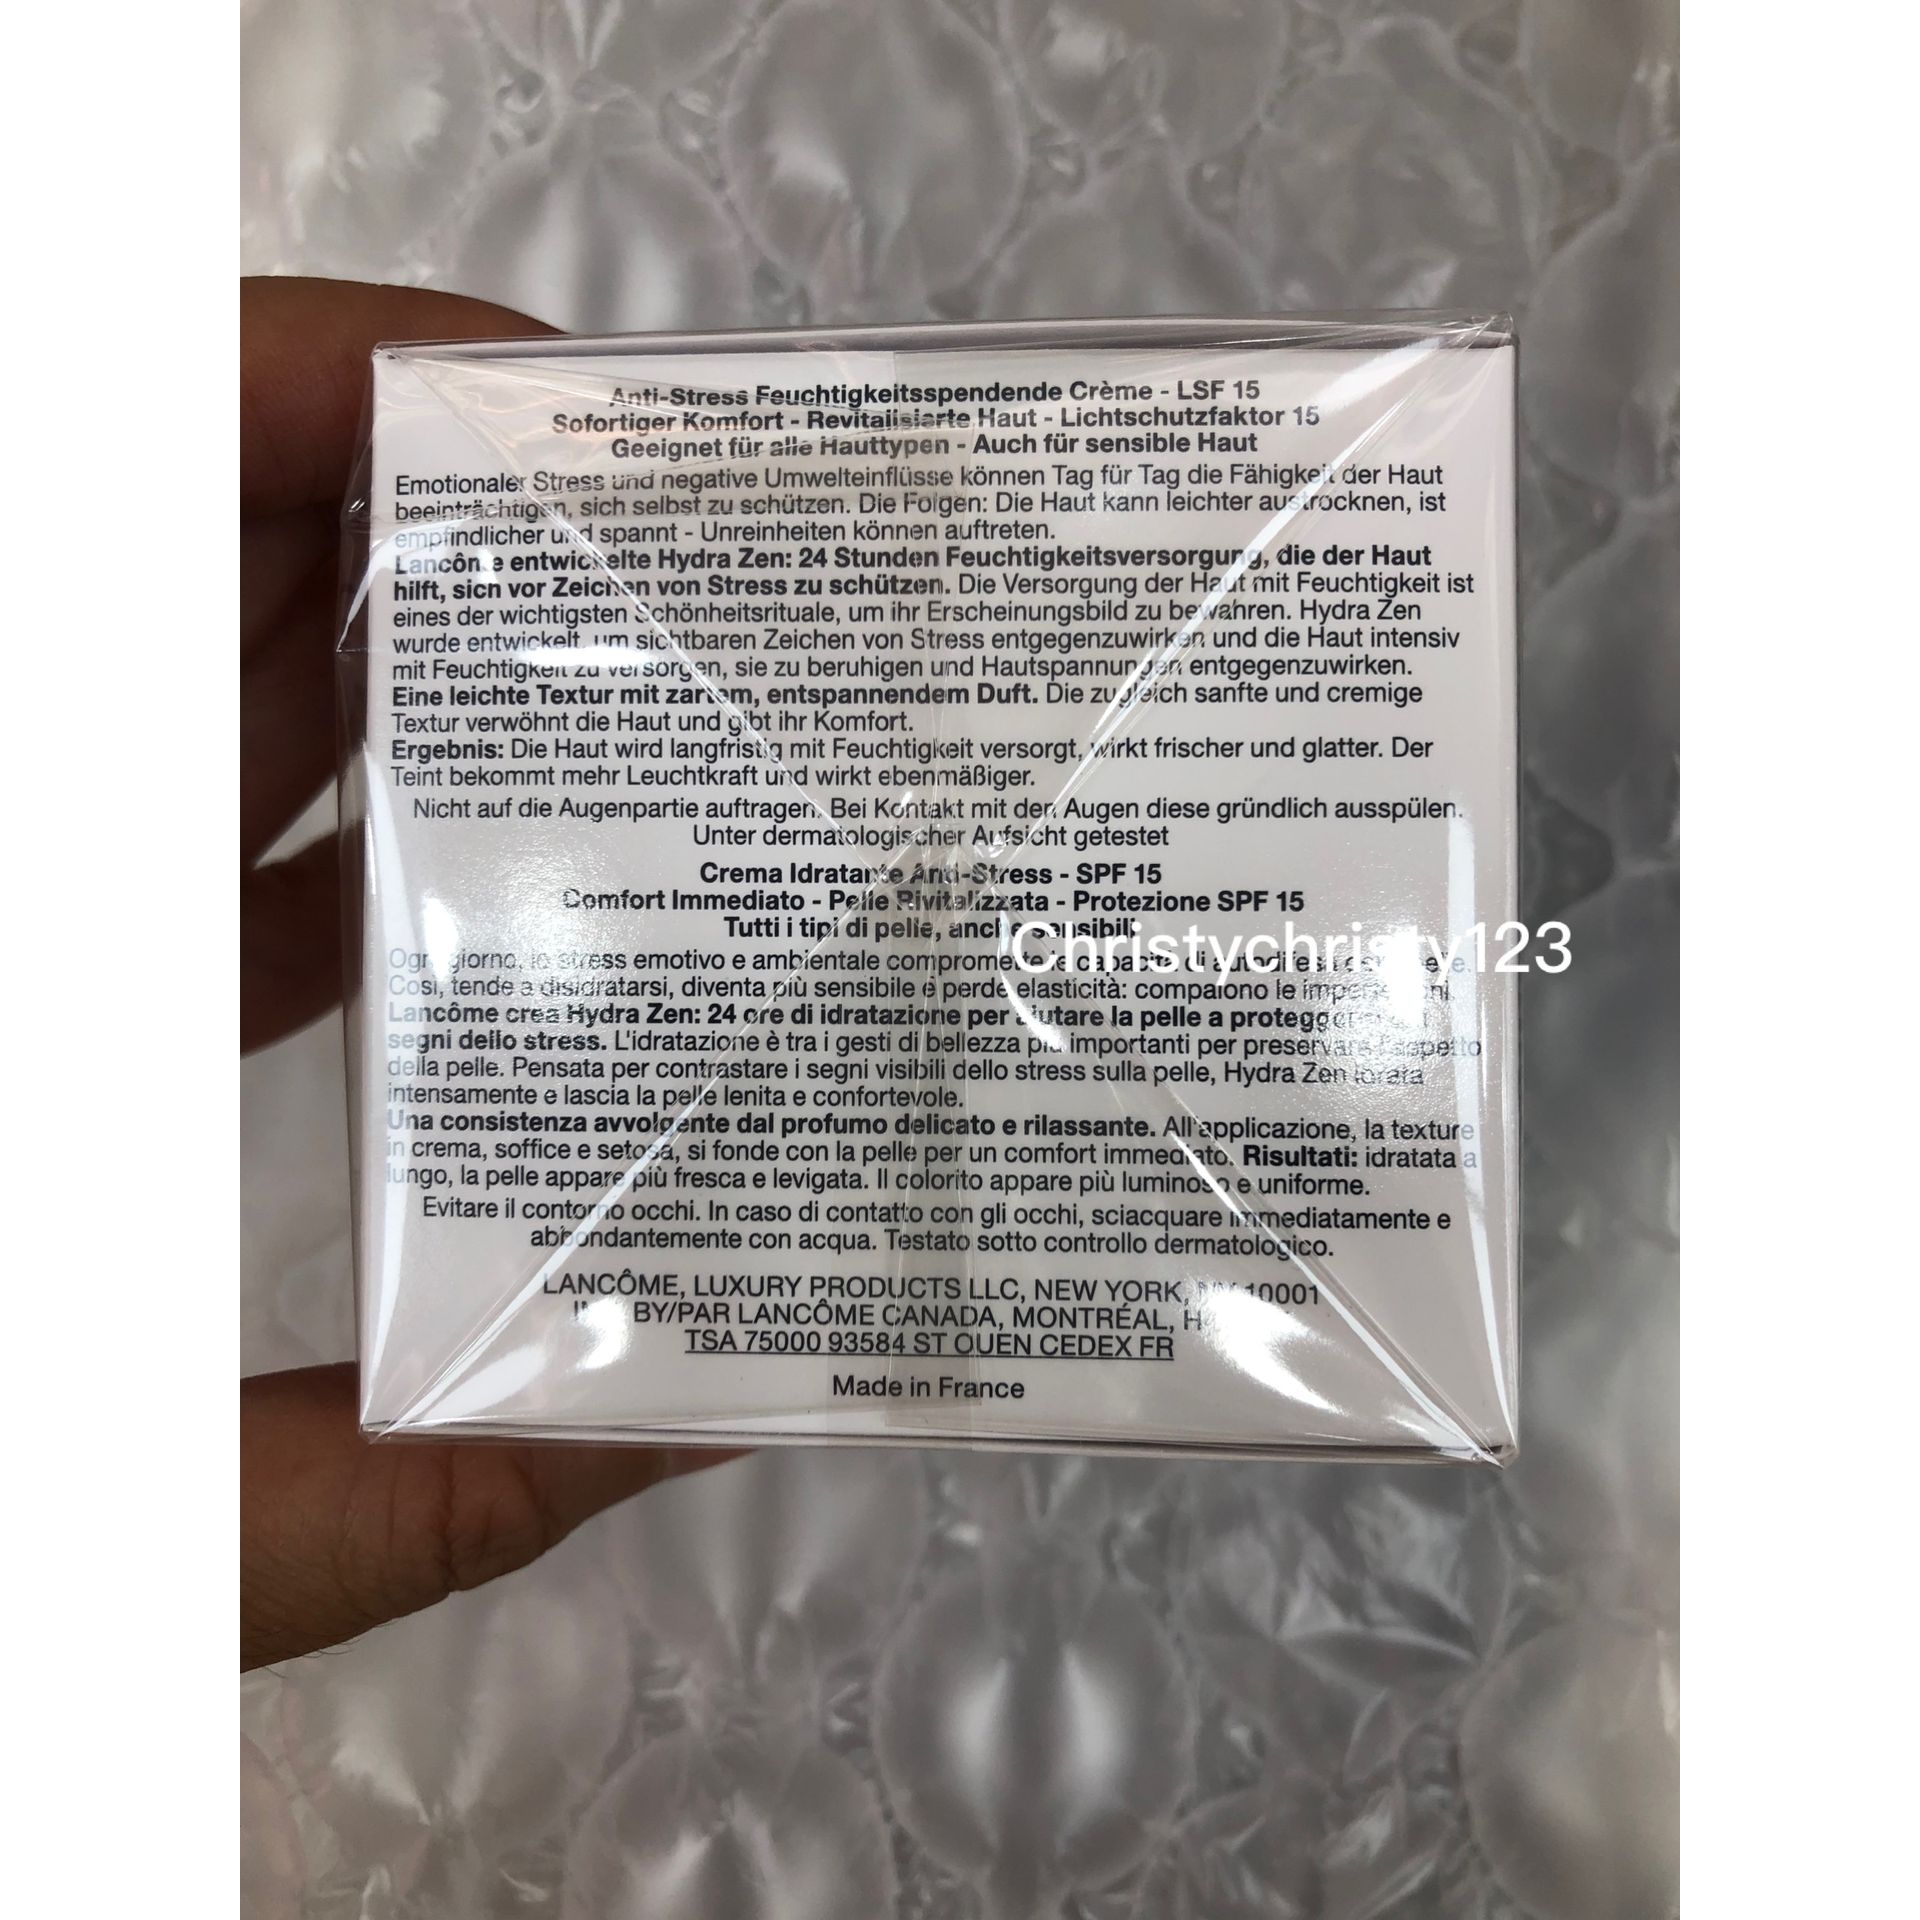 Anti-Stress Feuchtigkeitsspendende Crème - LSF 15
Sofortiger Komfort - Revitalisierte Haut - Lichtschutzfaktor 15
Geeignet für alle Hauttypen - Auch für sensible Haut
Emotionaler Stress und negative Umwelteinflüsse können Tag für Tag die Fähigkeit der Haut
beeinträchtigen, sich selbst zu schützen. Die Folgen: Die Haut kann leichter austrocknen, ist
empfindlicher und spannt - Unreinheiten können auftreten.
Lancôme entwickelte Hydra Zen: 24 Stunden Feuchtigkeitsversorgung, die der Haut
hilft, sich vor Zeichen von Stress zu schützen. Die Versorgung der Haut mit Feuchtigkeit ist
eines der wichtigsten Schönheitsrituale, um ihr Erscheinungsbild zu bewahren. Hydra Zen
wurde entwickelt, um sichtbaren Zeichen von Stress entgegenzuwirken und die Haut intensiv
mit Feuchtigkeit zu versorgen, sie zu beruhigen und Hautspannungen entgegenzuwirken.
Eine leichte Textur mit zartem, entspannendem Duft. Die zugleich sanfte und cremige
Textur verwöhnt die Haut und gibt ihr Komfort.
Ergebnis: Die Haut wird langfristig mit Feuchtigkeit versorgt, wirkt frischer und glatter. Der
Teint bekommt mehr Leuchtkraft und wirkt ebenmäßiger.
Nicht auf die Augenpartie auftragen. Bei Kontakt mit den Augen diese gründlich ausspülen.
Unter dermatologischer Aufsicht getestet
Crema Idratante Anti-Stress - SPF 15
Comfort Immediato - Pelle Rivitalizzata - Protezione SPF 15
Tutti i tipi di pelle, anche sensibili
Christychristy123
Ogni giorno, lo stress emotivo e ambientale compromette le capacità di autodifesa
Così, tende a disidratarsi, diventa più sensibile e perde elasticità: compaiono le
Lancôme crea Hydra Zen: 24 ore di idratazione per aiutare la pelle a
segni dello stress. L'idratazione è tra i gesti di bellezza più importanti per preservare l'aspetto
della pelle. Pensata per contrastare i segni visibili dello stress sulla pelle, Hydra Zen idrata
intensamente e lascia la pelle lenita e confortevole.
Una consistenza avvolgente dal profumo delicato e rilassante. All'applicazione, la texture
in crema, soffice e setosa, si fonde con la pelle per un comfort immediato. Risultati: idratata a
lungo, la pelle appare più fresca e levigata. Il colorito appare più luminoso e uniforme.
Evitare il contorno occhi. In caso di contatto con gli occhi, sciacquare immediatamente e
abbondantemente con acqua. Testato sotto controllo dermatologico.
LANCÔME, LUXURY PRODUCTS LLC, NEW YORK, NY 10001
BY/PAR LANCÔME CANADA, MONTRÉAL,
TSA 75000 93584 ST OUEN CEDEX FR
Made in France